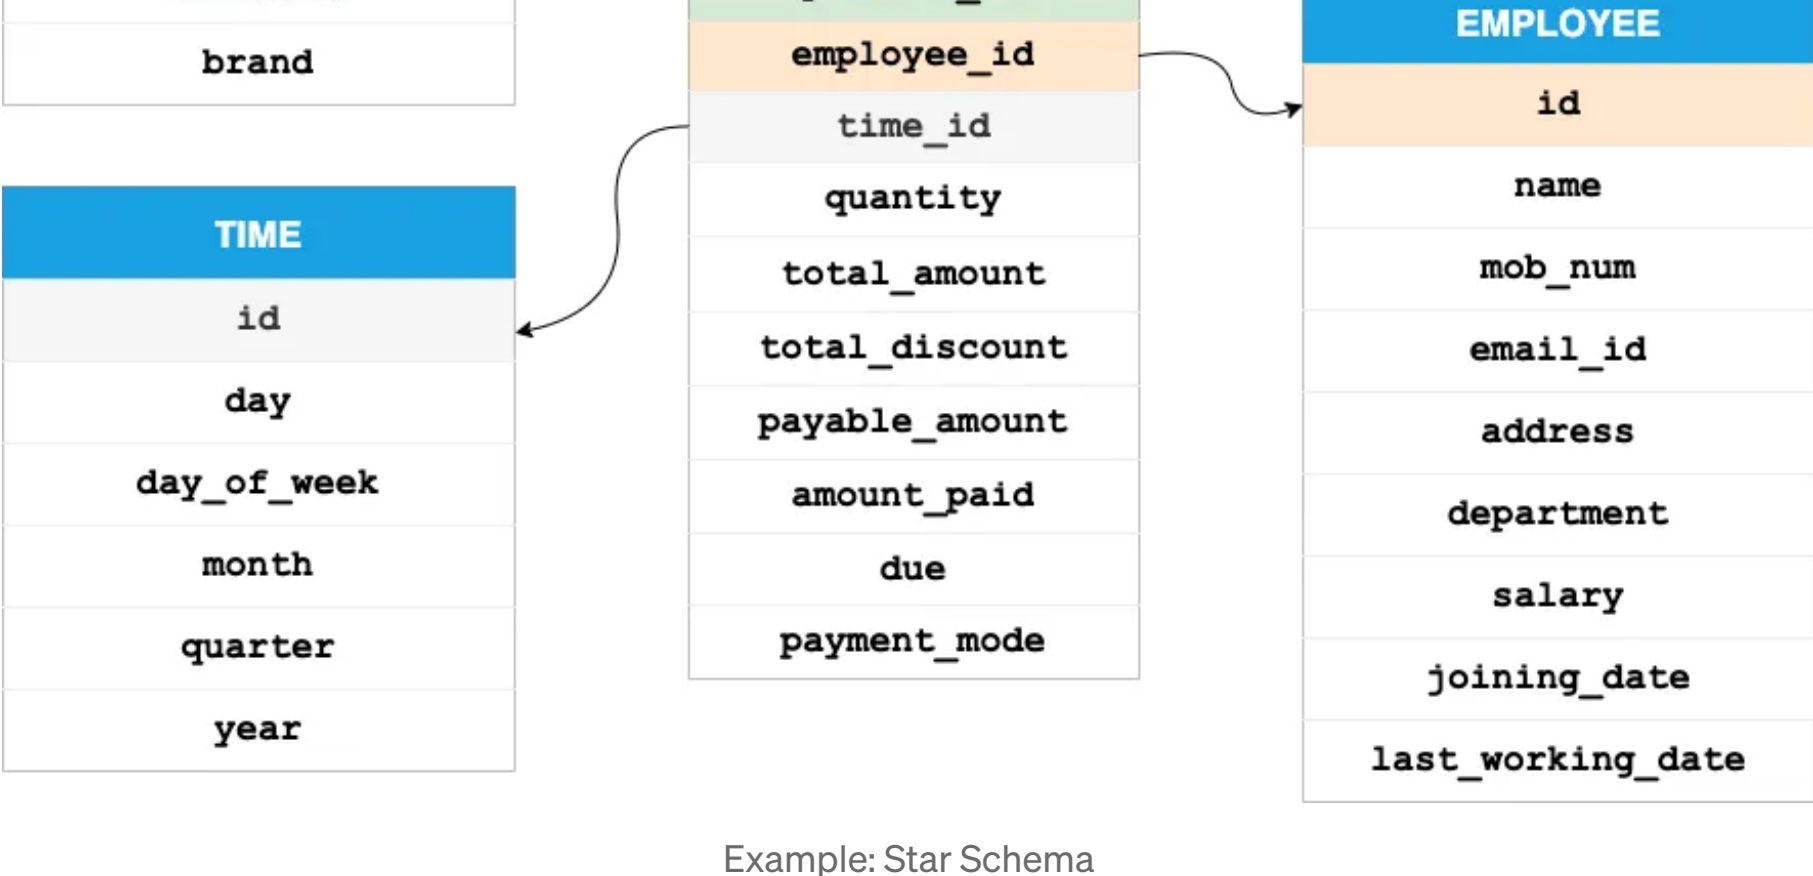 brand
TIME
id
day
day_of_week
month
quarter
year
employee_id
time_id
quantity
total_amount
total_discount
payable_amount
amount_paid
due
payment_mode
EMPLOYEE
id
name
mob_num
email_id
address
department
salary
joining_date
last_working_date
Example: Star Schema